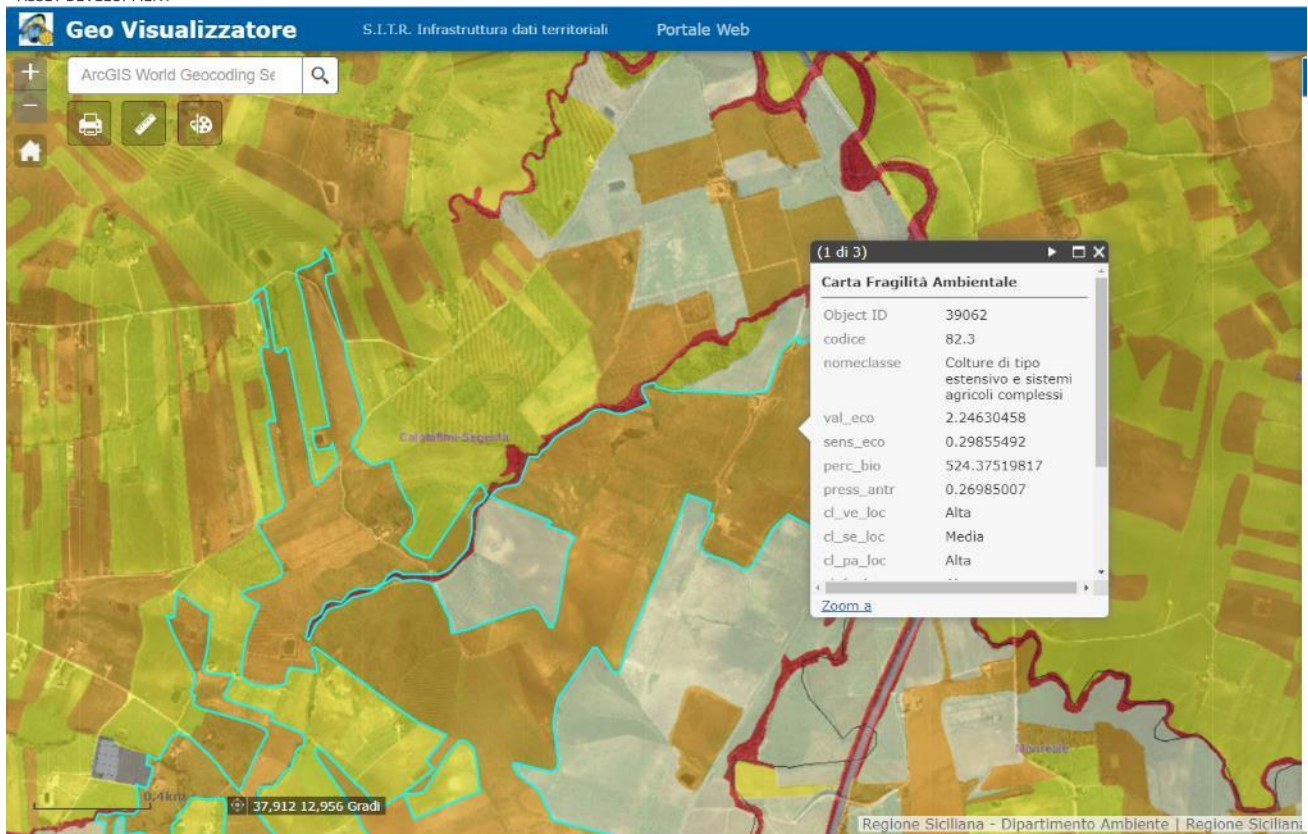 Geo Visualizzatore
S.I.T.R. Infrastruttura dati territoriali
Portale Web
ArcGIS World Geocoding Se
(1 di 3)
Carta Fragilità Ambientale
Object ID 39062
codice 82.3
nomeclasse Colture di tipo
estensivo e sistemi
agricoli complessi
val_eco 2.24630458
sens_eco 0.29855492
perc_bio 524.37519817
press_antr 0.26985007
cl_ve_loc Alta
cl_se_loc Media
cl_pa_loc Alta
Zoom a
Calatafimi-Segesta
0.4km
37,912 12,956 Gradi
Regione Siciliana - Dipartimento Ambiente | Regione Siciliana